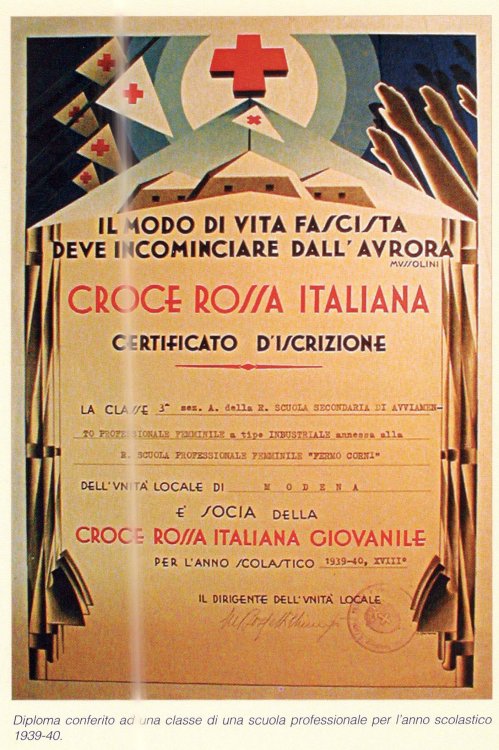 IL MODO DI VITA FASCISTA
DEVE INCOMINCIARE DALL'AVRORA
MVSSOLINI
CROCE ROSSA ITALIANA
CERTIFICATO D'ISCRIZIONE
LA CLASSE 3ª sez. A. della R. SCUOLA SECONDARIA DI AVVIAMEN-
TO PROFESSIONALE FEMMINILE a tipo INDUSTRIALE annessa alla
R. SCUOLA PROFESSIONALE FEMMINILE "FERMO CORNI"
DELL'VNITA' LOCALE DI MODENA
E' SOCIA DELLA
CROCE ROSSA ITALIANA GIOVANILE
PER L'ANNO SCOLASTICO 1939-40, XVIII°
IL DIRIGENTE DELL'VNITA' LOCALE
Diploma conferito ad una classe di una scuola professionale per l'anno scolastico
1939-40.